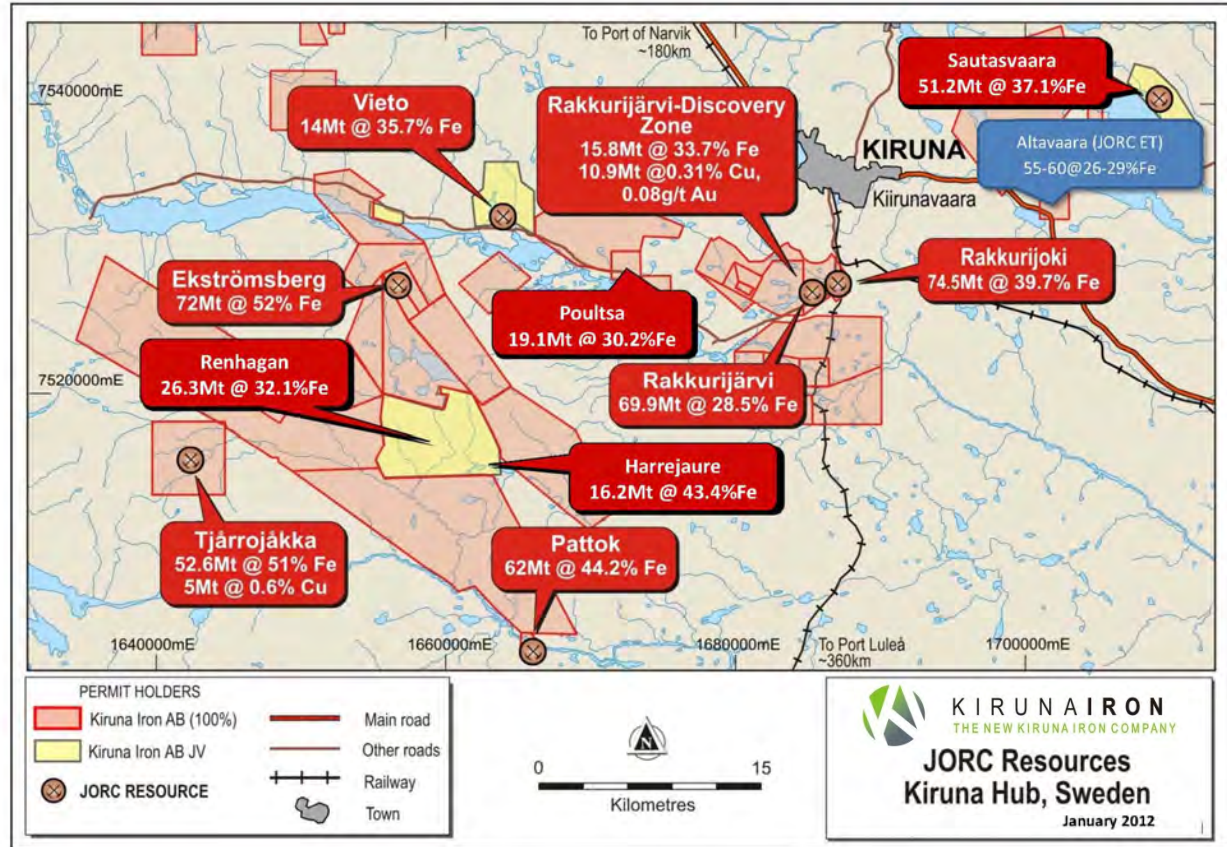 To Port of Narvik
~180km
Sautasvaara
51.2Mt @ 37.1%Fe
7540000mE
Vieto
14Mt @ 35.7% Fe
Rakkurijärvi-Discovery
Zone
15.8Mt @ 33.7% Fe
10.9Mt @0.31% Cu,
0.08g/t Au
KIRUNA
Kiirunavaara
Altavaara (JORC ET)
55-60@26-29%Fe
Ekströmsberg
72Mt @ 52% Fe
Rakkurijoki
74.5Mt @ 39.7% Fe
Poultsa
19.1Mt @ 30.2%Fe
Renhagan
26.3Mt @ 32.1%Fe
7520000mE
Rakkurijärvi
69.9Mt @ 28.5% Fe
Harrejaure
16.2Mt @ 43.4%Fe
Tjårrojåkka
52.6Mt @ 51% Fe
5Mt @ 0.6% Cu
Pattok
62Mt @ 44.2% Fe
1640000mE
1660000mE
1680000mE
1700000mE
To Port Luleå
~360km
PERMIT HOLDERS
Kiruna Iron AB (100%)
Kiruna Iron AB JV
JORC RESOURCE
Main road
Other roads
Railway
Town
N
0 15
Kilometres
KIRUNAIRON
THE NEW KIRUNA IRON COMPANY
JORC Resources
Kiruna Hub, Sweden
January 2012